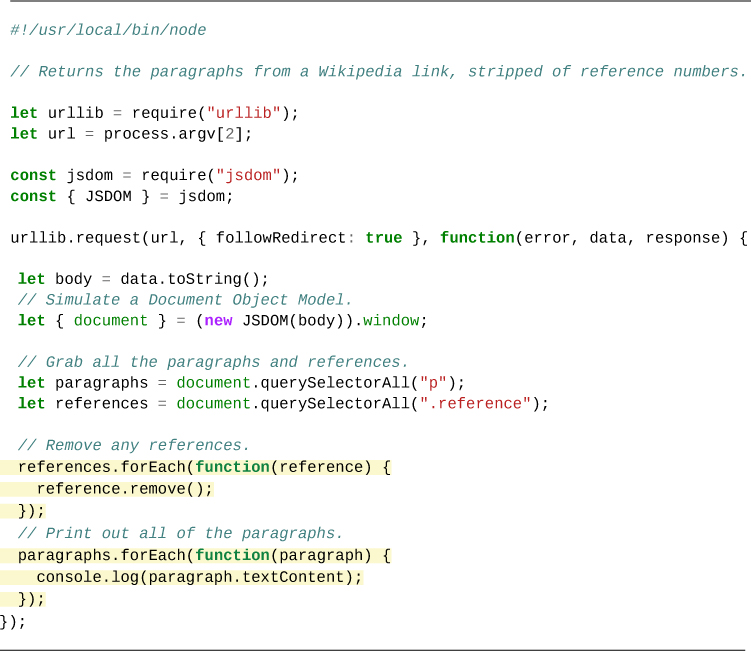 #!/usr/local/bin/node
// Returns the paragraphs from a Wikipedia link, stripped of reference numbers.
let urllib = require("urllib");
let url = process.argv[2];
const jsdom = require("jsdom");
const { JSDOM } = jsdom;
urllib.request(url, { followRedirect: true }, function(error, data, response) {
let body = data.toString();
// Simulate a Document Object Model.
let { document } = (new JSDOM(body)).window;
// Grab all the paragraphs and references.
let paragraphs = document.querySelectorAll("p");
let references = document.querySelectorAll(".reference");
// Remove any references.
references.forEach(function(reference) {
reference.remove();
});
// Print out all of the paragraphs.
paragraphs.forEach(function(paragraph) {
console.log(paragraph.textContent);
});
});